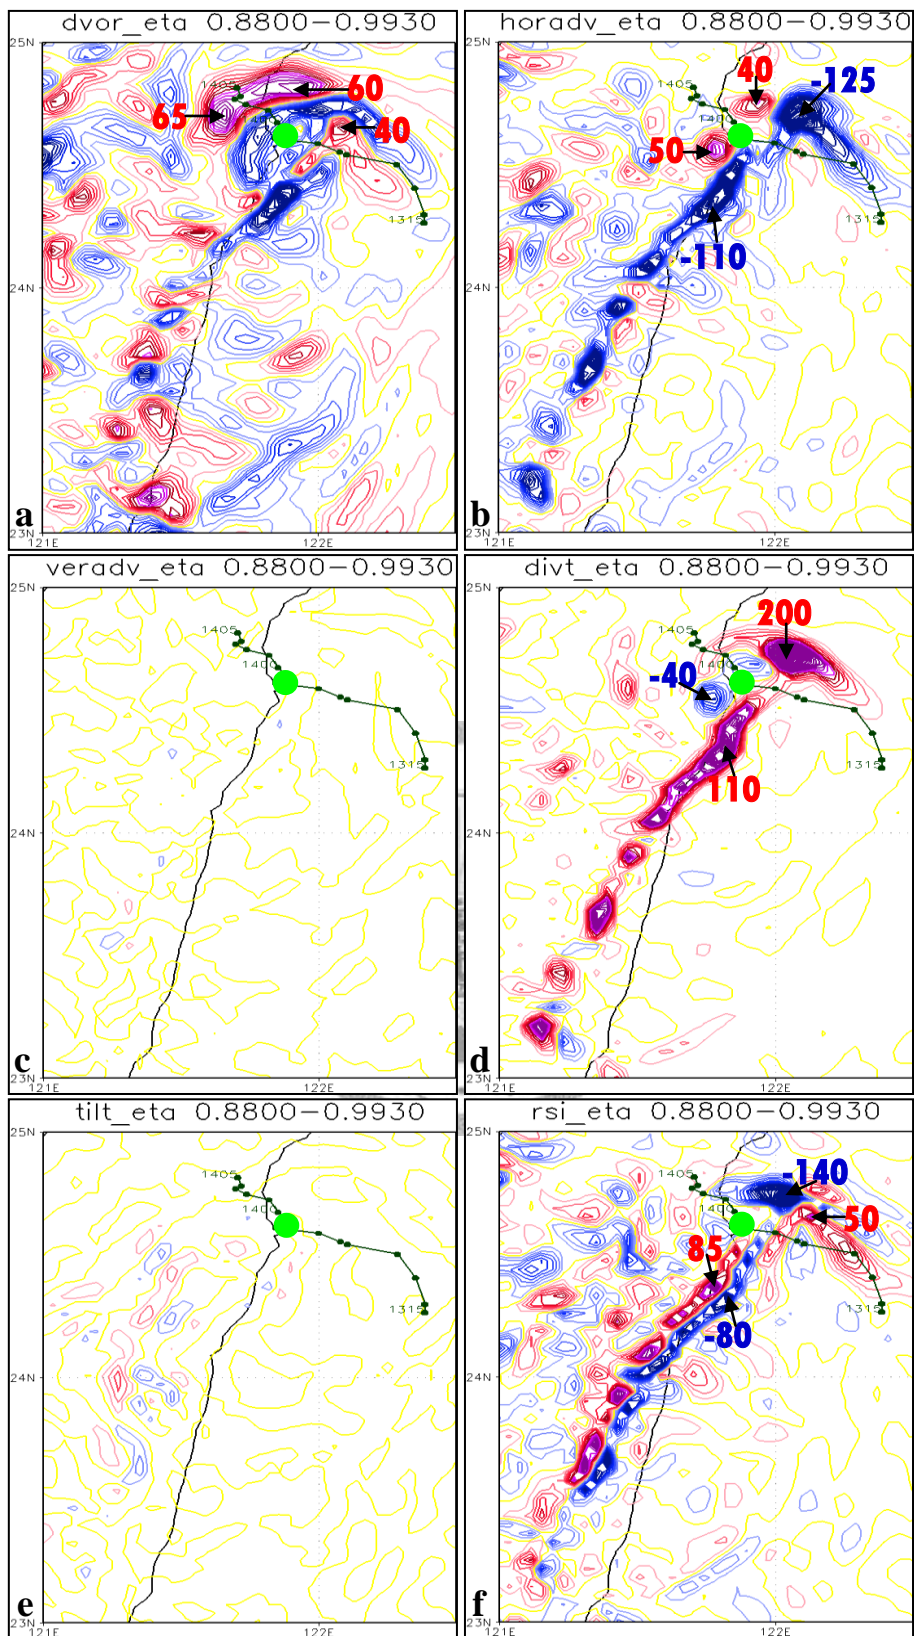 dvor_eta 0.8800-0.9930
25N
1405
60
65
40
1315
24N
a
23N
121E
122E
horadv_eta 0.8800-0.9930
25N
40
-125
1405
1400
50
1315
-110
24N
b
23N
121E
122E
veradv_eta 0.8800-0.9930
25N
1405
1400
1315
24N
c
23N
121E
122E
divt_eta 0.8800-0.9930
25N
200
1405
1400
-40
1315
110
24N
d
23N
121E
122E
tilt_eta 0.8800-0.9930
25N
1405
1400
1315
24N
e
23N
121E
122E
rsi_eta 0.8800-0.9930
25N
-140
1405
1400
50
85
1315
-80
24N
f
23N
121E
122E